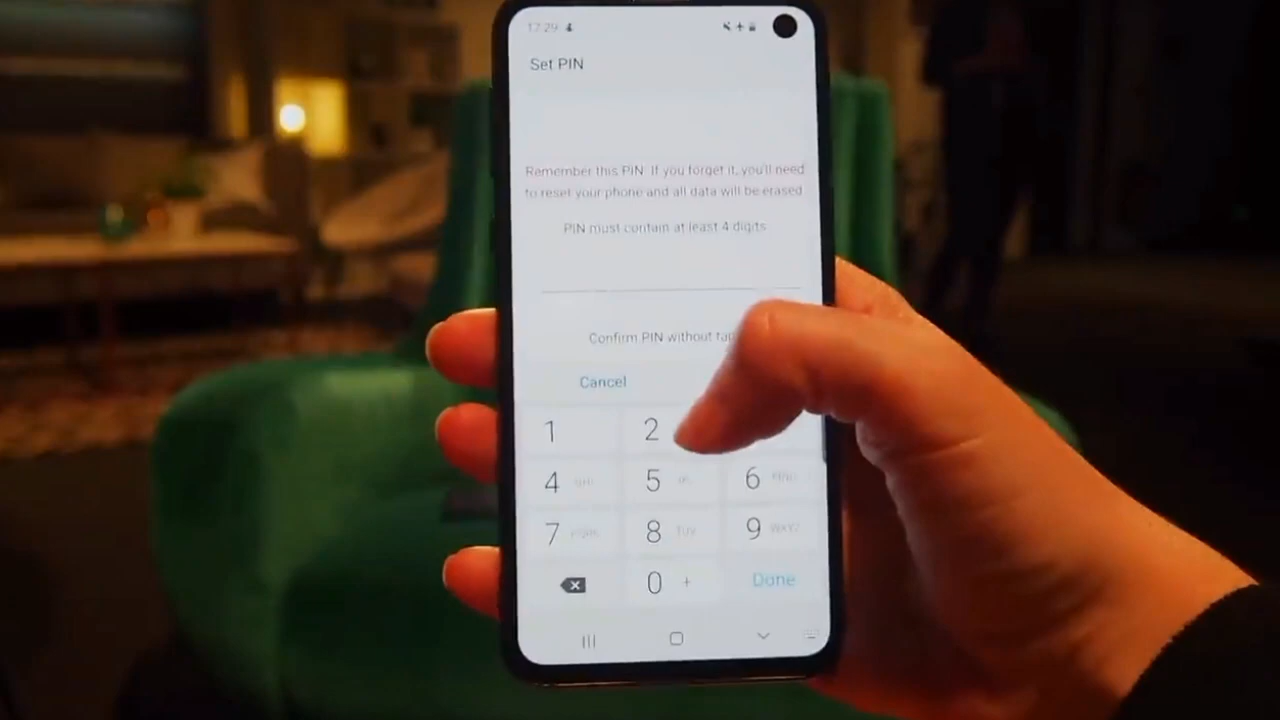 17:29
Set PIN
Remember this PIN. If you forget it, you'll need
to reset your phone and all data will be erased.
PIN must contain at least 4 digits
Confirm PIN without
Cancel
1 2
4 GHI 5 6 MNO
7 PQRS 8 TUV 9 WXYZ
0 + Done